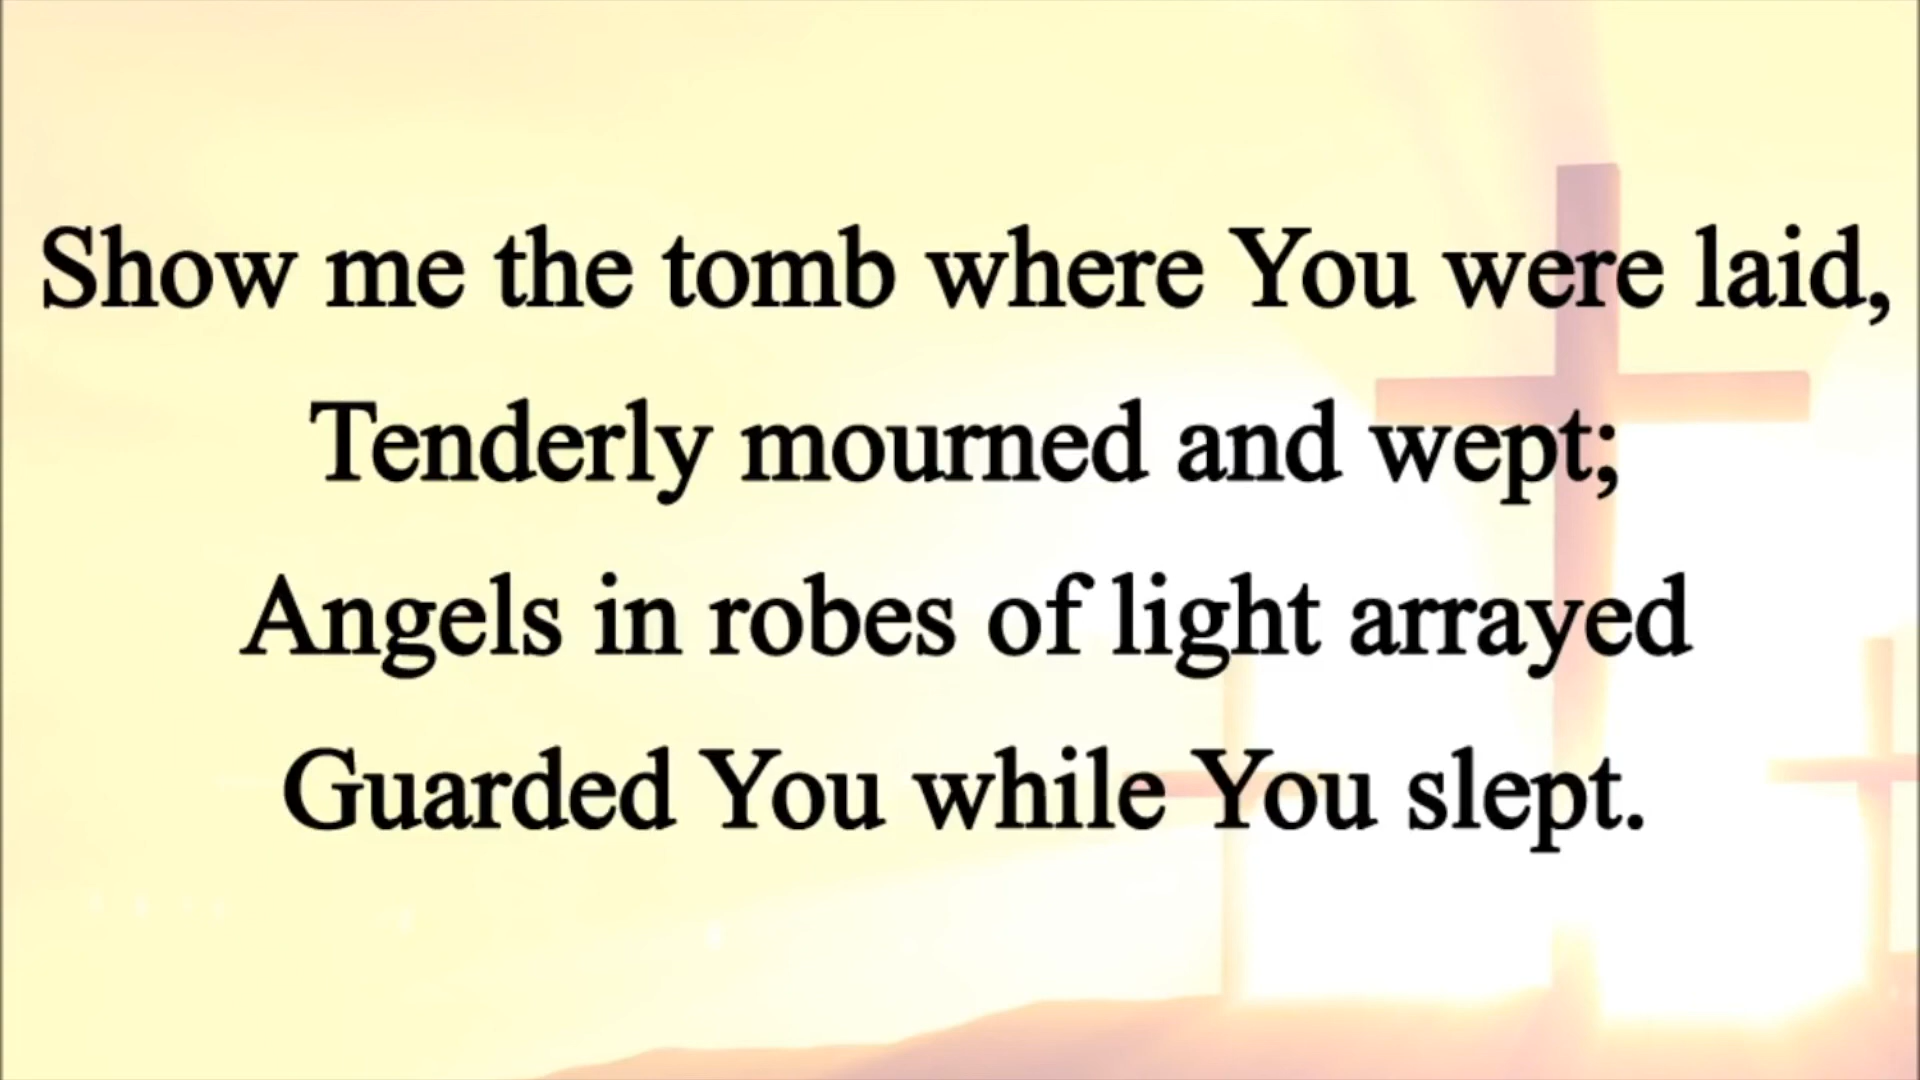 Show me the tomb where You were laid,
Tenderly mourned and wept;
Angels in robes of light arrayed
Guarded You while You slept.